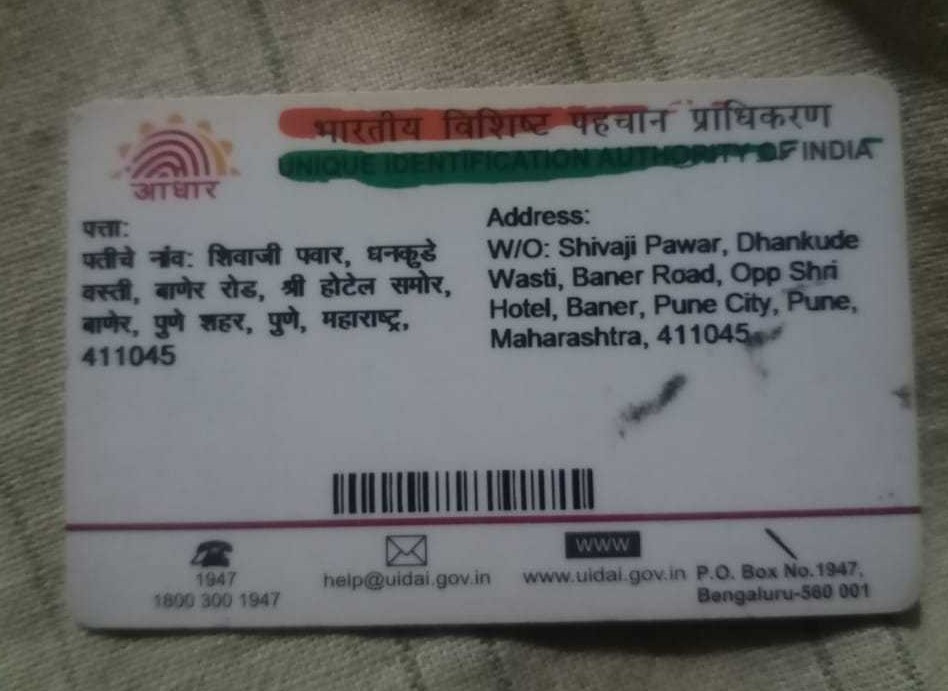 भारतीय विशिष्ट पहचान प्राधिकरण
UNIQUE IDENTIFICATION AUTHORITY OF INDIA
आधार
पत्ता:
पतीचे नांव: शिवाजी पवार, धनकुडे
वस्ती, बाणेर रोड, श्री होटेल समोर,
बाणेर, पुणे शहर, पुणे, महाराष्ट्र,
411045
Address:
W/O: Shivaji Pawar, Dhankude
Wasti, Baner Road, Opp Shri
Hotel, Baner, Pune City, Pune,
Maharashtra, 411045
1947
1800 300 1947
help@uidai.gov.in
WWW
www.uidai.gov.in
P.O. Box No.1947,
Bengaluru-560 001